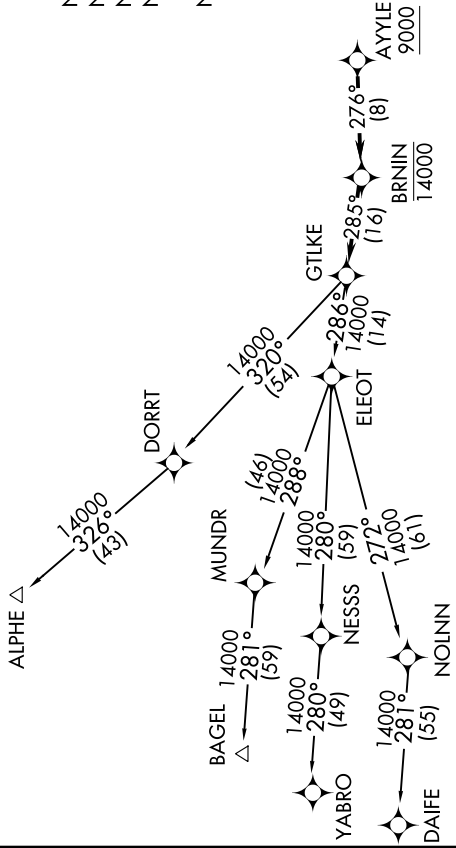 AYYLE
9000
276°
(8)
BRNIN
14000
285°
(16)
GTLKE
286°
14000
(14)
14000
320°
(54)
ELEOT
DORRT
14000
326°
(43)
ALPHE
(46)
14000
288°
MUNDR
14000
281°
(59)
BAGEL
14000
280°
(59)
NESSS
14000
280°
(49)
YABRO
272°
14000
(61)
NOLNN
14000
281°
(55)
DAIFE